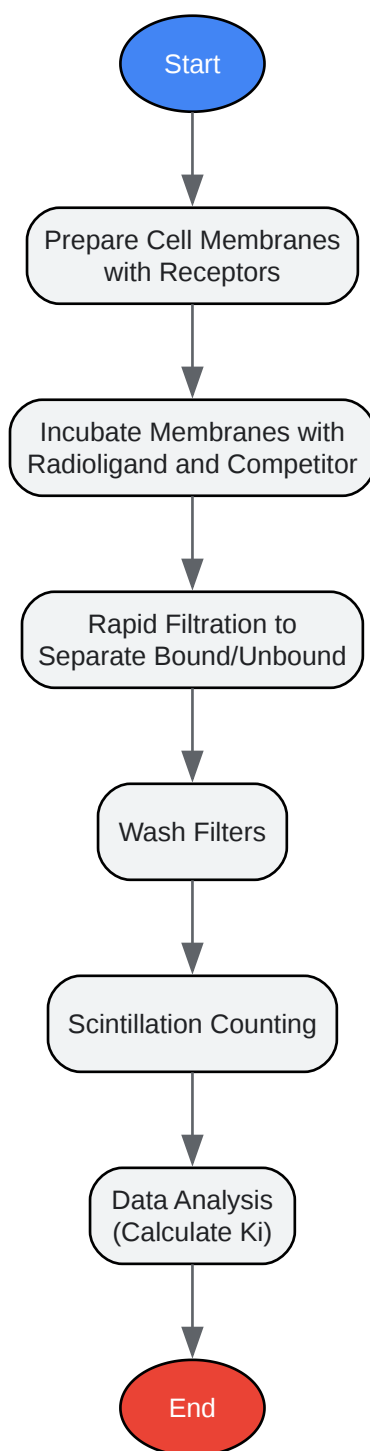 Start
Prepare Cell Membranes
with Receptors
Incubate Membranes with
Radioligand and Competitor
Rapid Filtration to
Separate Bound/Unbound
Wash Filters
Scintillation Counting
Data Analysis
(Calculate Ki)
End